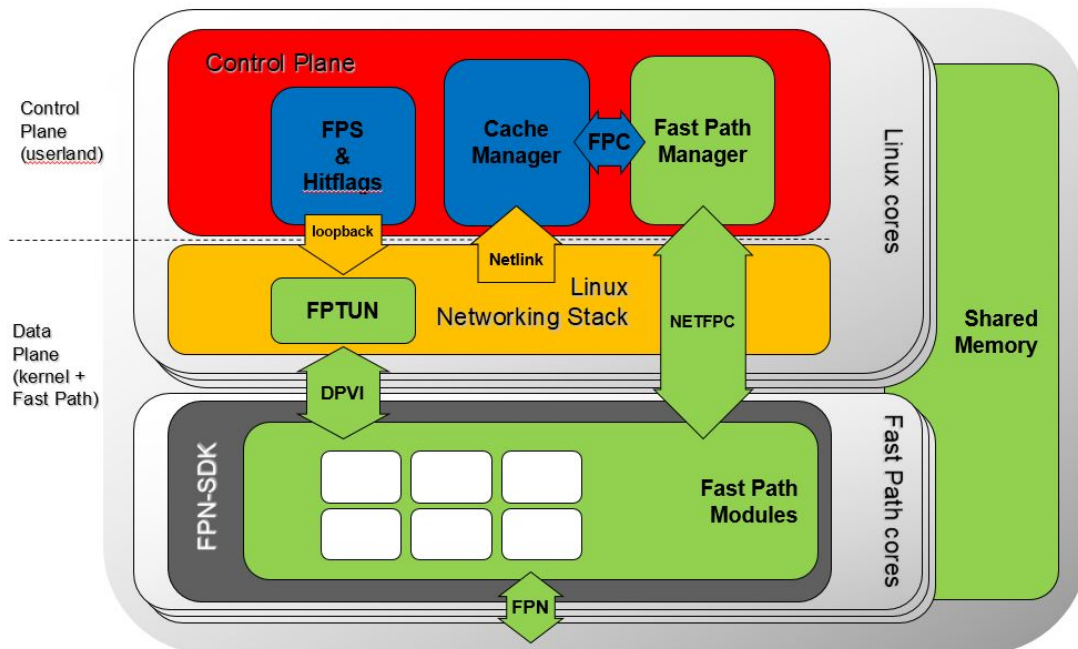 Control Plane
Control
Plane
(userland)
FPS
&
Hitflags
Cache
Manager
FPC
Fast Path
Manager
Linux cores
loopback
Netlink
Linux
Networking Stack
FPTUN
NETFPC
Shared
Memory
Data
Plane
(kernel +
Fast Path)
DPVI
FPN-SDK
Fast Path
Modules
Fast Path cores
FPN